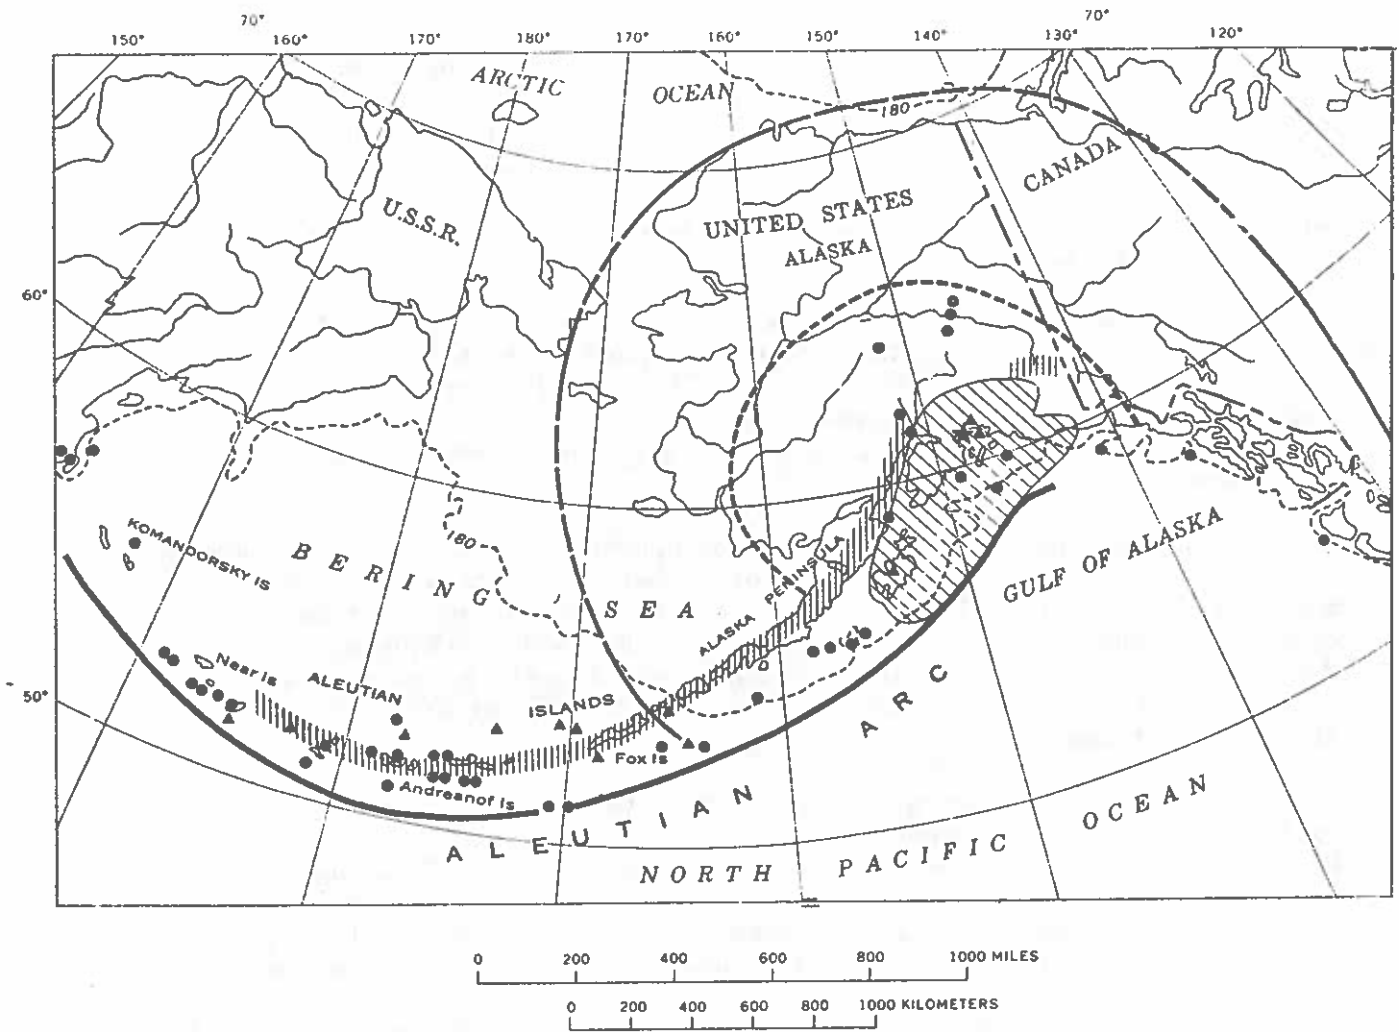 70° 70°
150° 160° 170° 180° 170° 160° 150° 140° 130° 120°
ARCTIC OCEAN
180
CANADA
U.S.S.R.
UNITED STATES
ALASKA
60°
KOMANDORSKY IS
180
BERING SEA
GULF OF ALASKA
ALASKA PENINSULA
Near Is
ALEUTIAN ISLANDS
50°
Fox Is
Andreanof Is
ALEUTIAN ARC
NORTH PACIFIC OCEAN
0 200 400 600 800 1000 MILES
0 200 400 600 800 1000 KILOMETERS